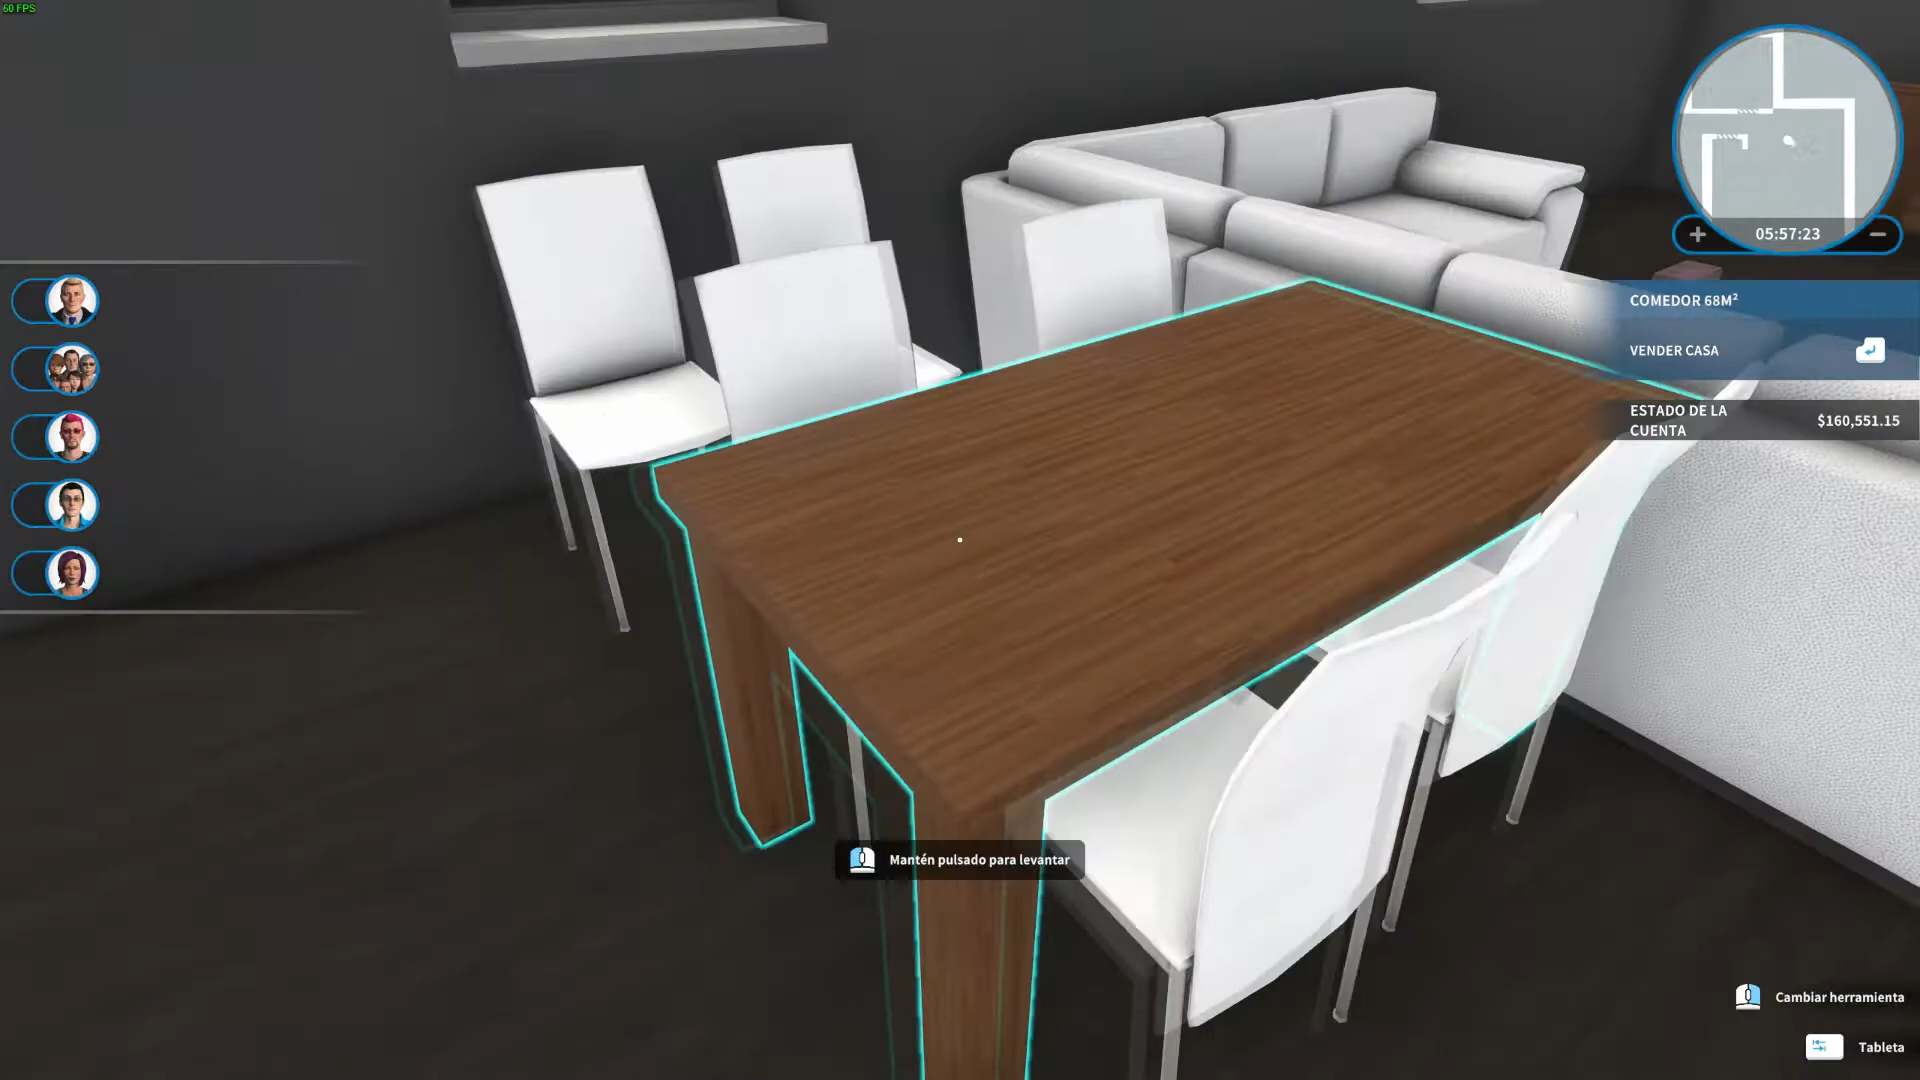 60 FPS
05:57:23
COMEDOR 68M²
VENDER CASA
ESTADO DE LA
CUENTA
$160,551.15
Mantén pulsado para levantar
Cambiar herramienta
Tableta